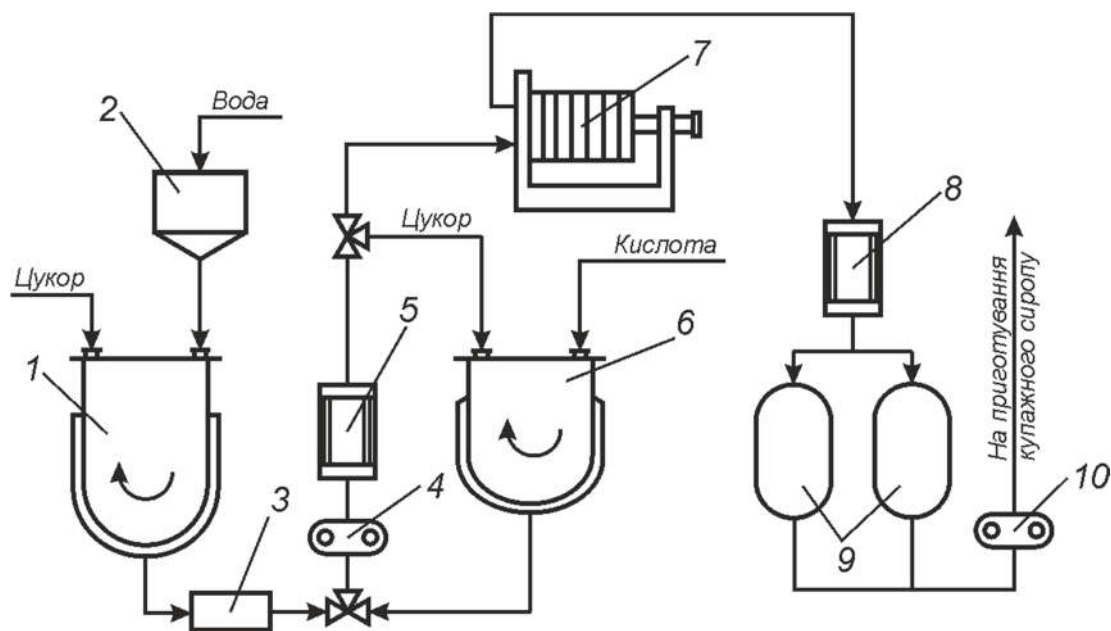 7
2
Вода
8
Цукор
Кислота
Цукор
5
6
1
На приготування
купажного сиропу
4
10
3
9